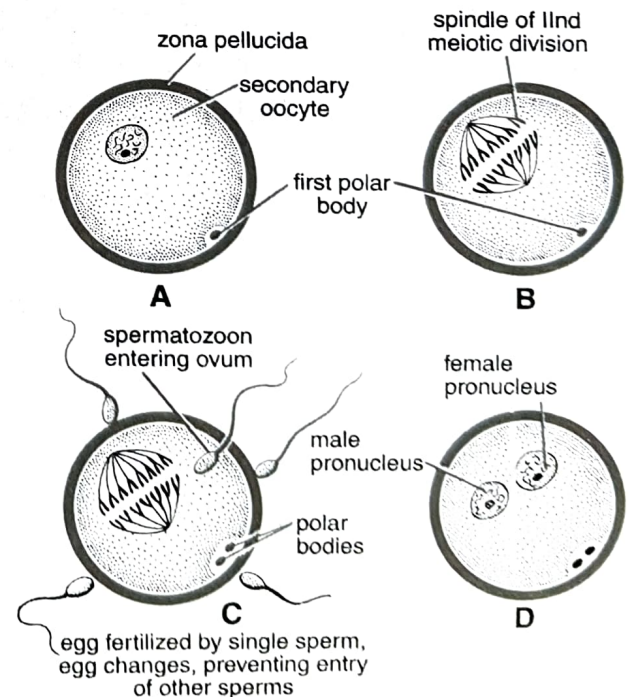 zona pellucida
secondary
oocyte
spindle of IInd
meiotic division
first polar
body
A
B
spermatozoon
entering ovum
female
pronucleus
male
pronucleus
polar
bodies
C
D
egg fertilized by single sperm,
egg changes, preventing entry
of other sperms